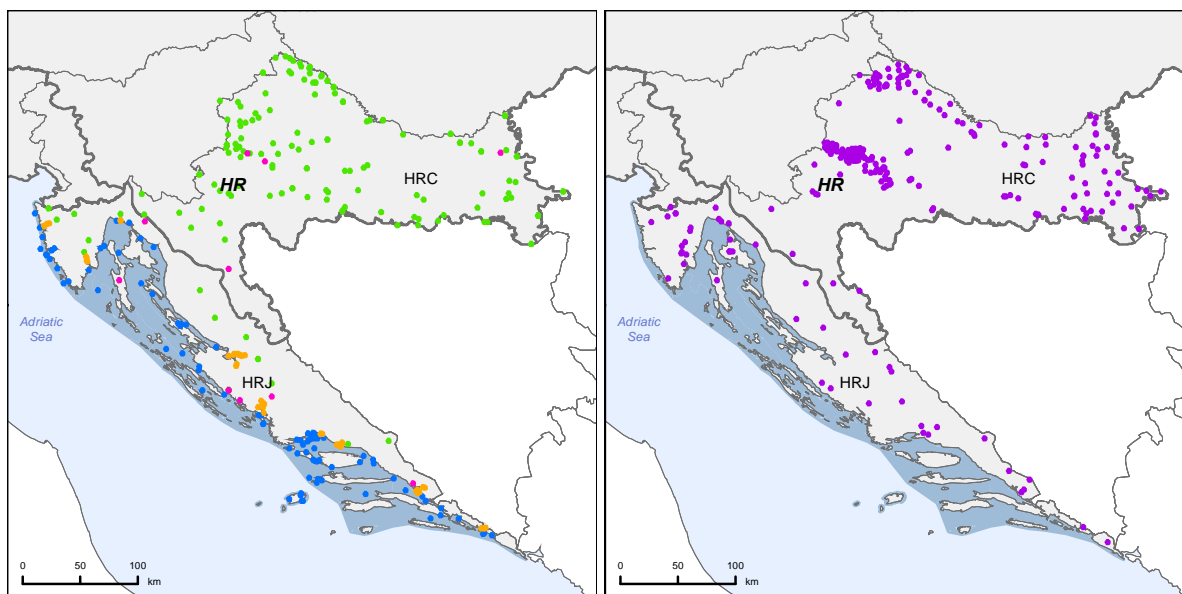 HR
HRC
Adriatic
Sea
HRJ
0 50 100
km
HR
HRC
Adriatic
Sea
HRJ
0 50 100
km